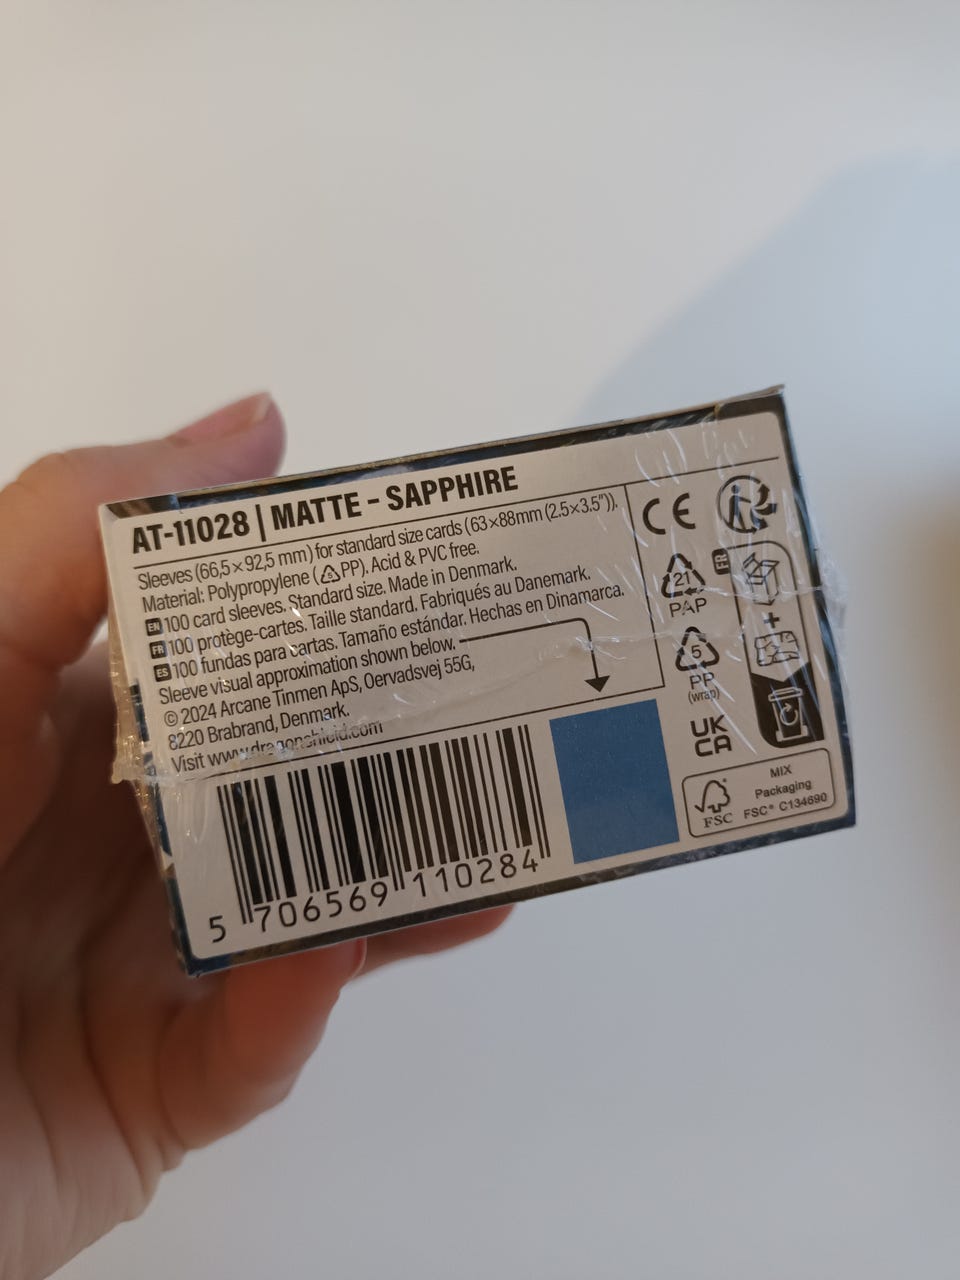 AT-11028 | MATTE - SAPPHIRE
Sleeves (66,5×92,5 mm) for standard size cards (63×88mm (2.5×3.5")).
Material: Polypropylene (5 PP). Acid & PVC free.
EN 100 card sleeves. Standard size. Made in Denmark.
FR 100 protège-cartes. Taille standard. Fabriqués au Danemark.
ES 100 fundas para cartas. Tamaño estándar. Hechas en Dinamarca.
Sleeve visual approximation shown below.
© 2024 Arcane Tinmen ApS, Oervadsvej 55G,
8220 Brabrand, Denmark.
Visit www.dragonshield.com
5 706569 110284
CE
21
PAP
5
PP
(wrap)
UK
CA
FR
+
FSC
MIX
Packaging
FSC® C134690